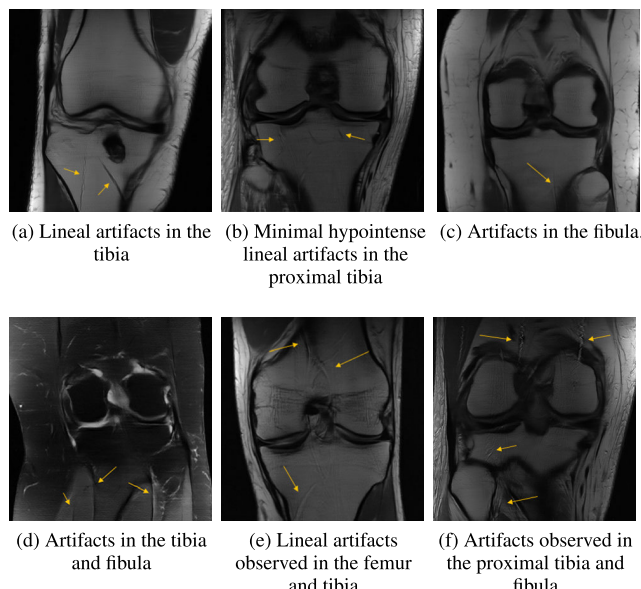 (a) Lineal artifacts in the
tibia
(b) Minimal hypointense
lineal artifacts in the
proximal tibia
(c) Artifacts in the fibula.
(d) Artifacts in the tibia
and fibula
(e) Lineal artifacts
observed in the femur
and tibia
(f) Artifacts observed in
the proximal tibia and
fibula